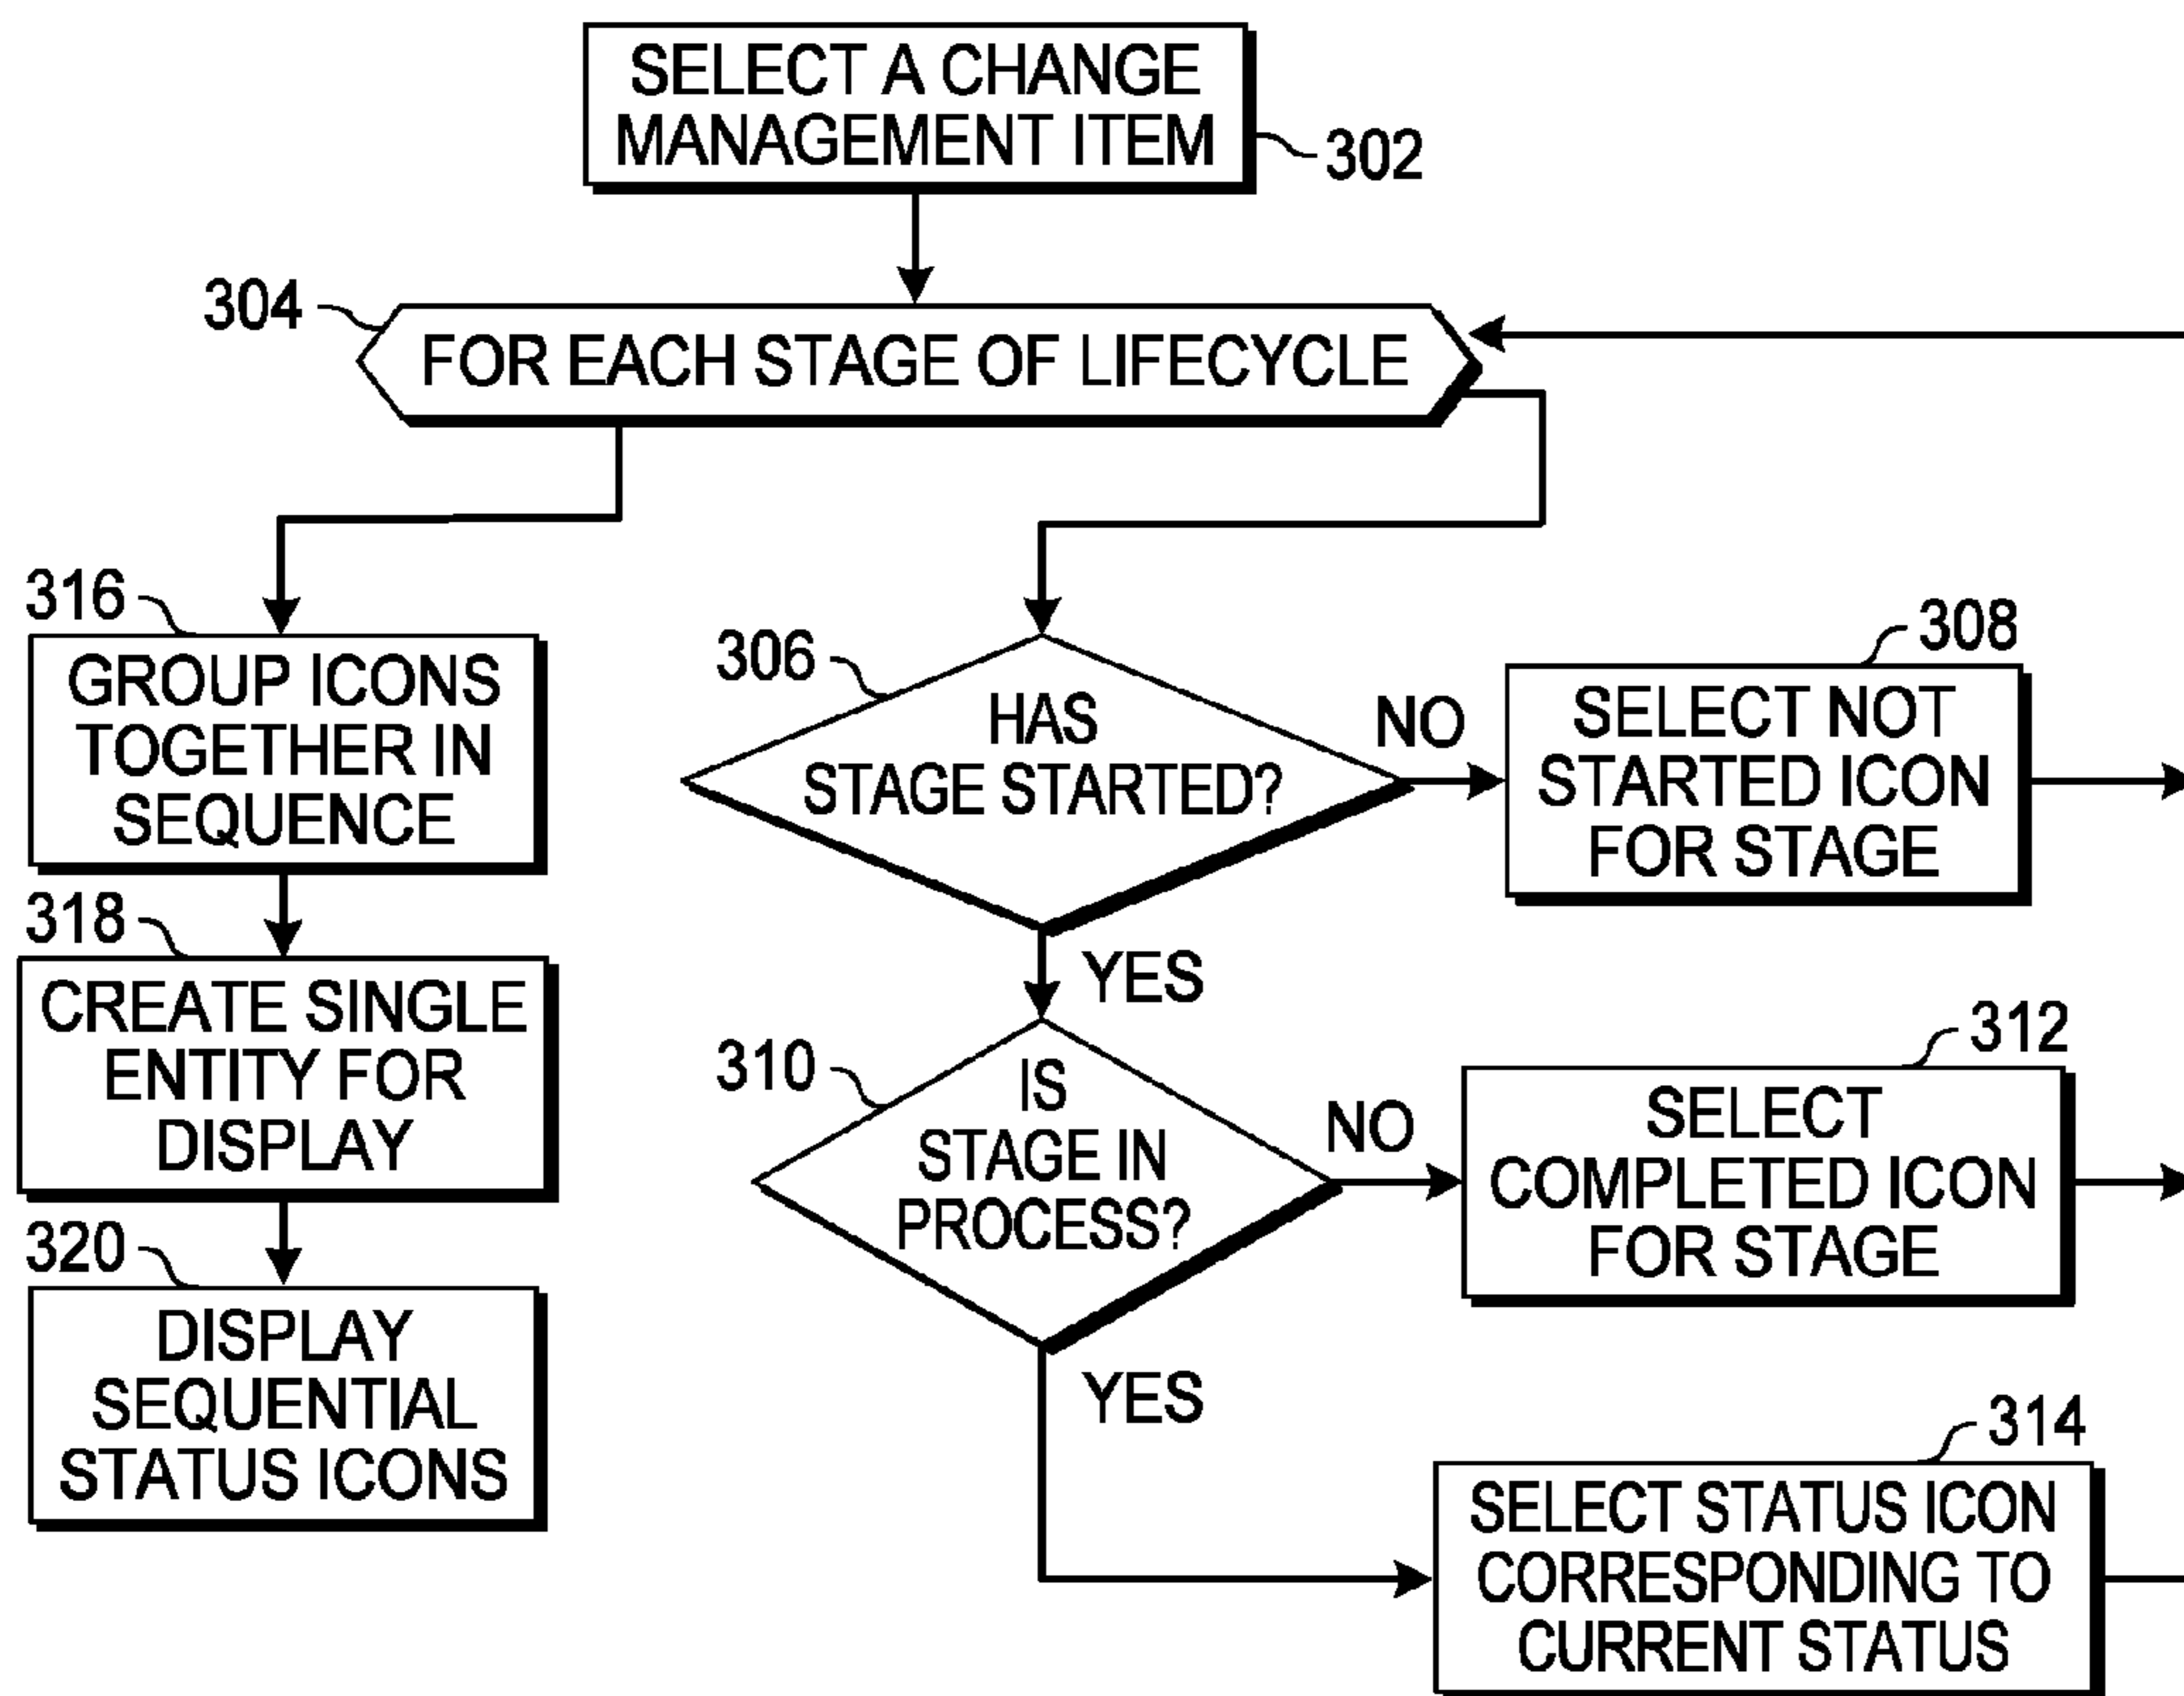 SELECT A CHANGE
MANAGEMENT ITEM
302
304
FOR EACH STAGE OF LIFECYCLE
316
GROUP ICONS
TOGETHER IN
SEQUENCE
318
CREATE SINGLE
ENTITY FOR
DISPLAY
320
DISPLAY
SEQUENTIAL
STATUS ICONS
306
HAS
STAGE STARTED?
NO
308
SELECT NOT
STARTED ICON
FOR STAGE
YES
310
IS
STAGE IN
PROCESS?
NO
312
SELECT
COMPLETED ICON
FOR STAGE
YES
314
SELECT STATUS ICON
CORRESPONDING TO
CURRENT STATUS